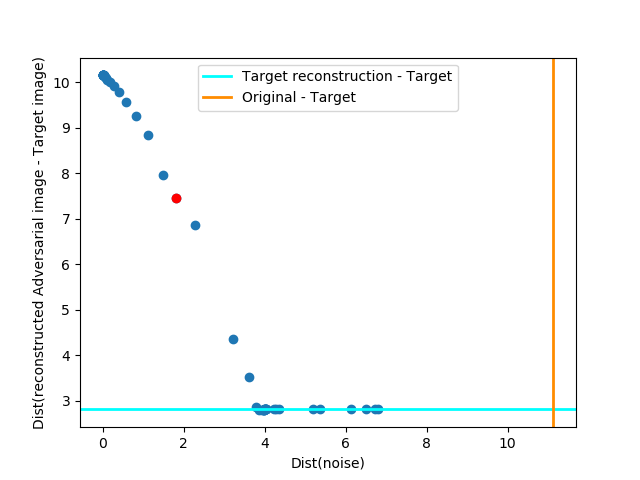 Target reconstruction - Target
Original - Target
Dist(reconstructed Adversarial image - Target image)
10
9
8
7
6
5
4
3
0 2 4 6 8 10
Dist(noise)